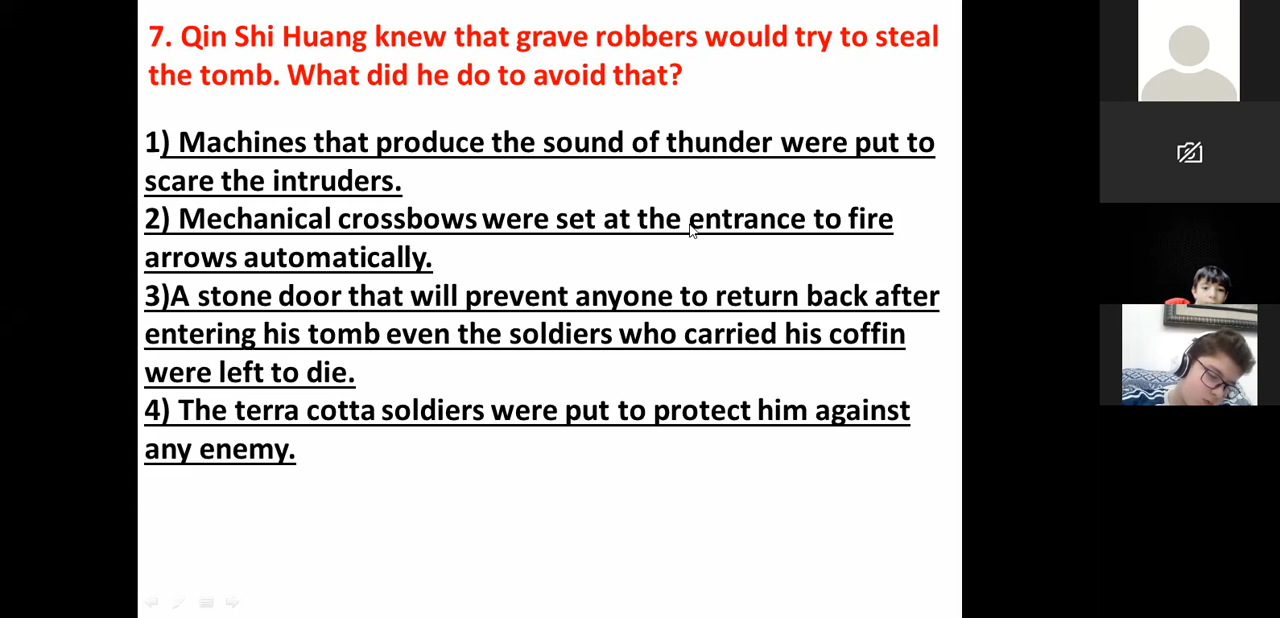 7. Qin Shi Huang knew that grave robbers would try to steal
the tomb. What did he do to avoid that?
1) Machines that produce the sound of thunder were put to
scare the intruders.
2) Mechanical crossbows were set at the entrance to fire
arrows automatically.
3)A stone door that will prevent anyone to return back after
entering his tomb even the soldiers who carried his coffin
were left to die.
4) The terra cotta soldiers were put to protect him against
any enemy.